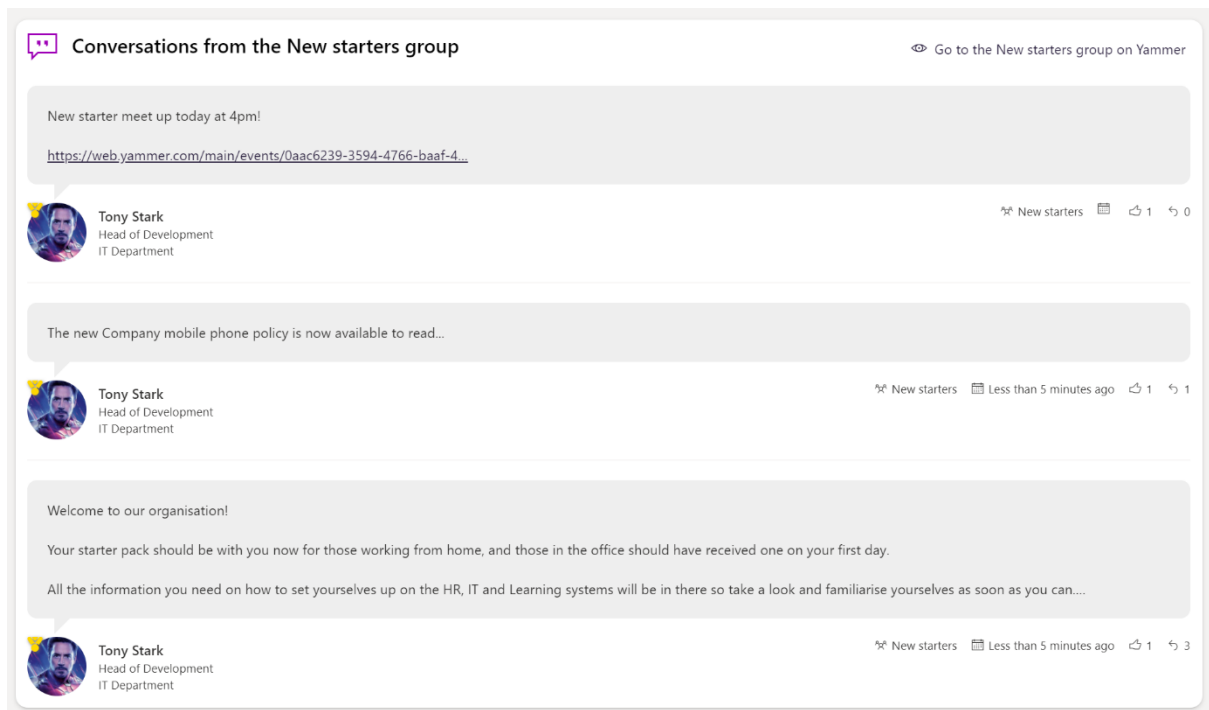 Conversations from the New starters group
Go to the New starters group on Yammer
New starter meet up today at 4pm!
https://web.yammer.com/main/events/0aac6239-3594-4766-baaf-4...
Tony Stark
Head of Development
IT Department
New starters 1 0
The new Company mobile phone policy is now available to read...
Tony Stark
Head of Development
IT Department
New starters Less than 5 minutes ago 1 1
Welcome to our organisation!
Your starter pack should be with you now for those working from home, and those in the office should have received one on your first day.
All the information you need on how to set yourselves up on the HR, IT and Learning systems will be in there so take a look and familiarise yourselves as soon as you can....
Tony Stark
Head of Development
IT Department
New starters Less than 5 minutes ago 1 3